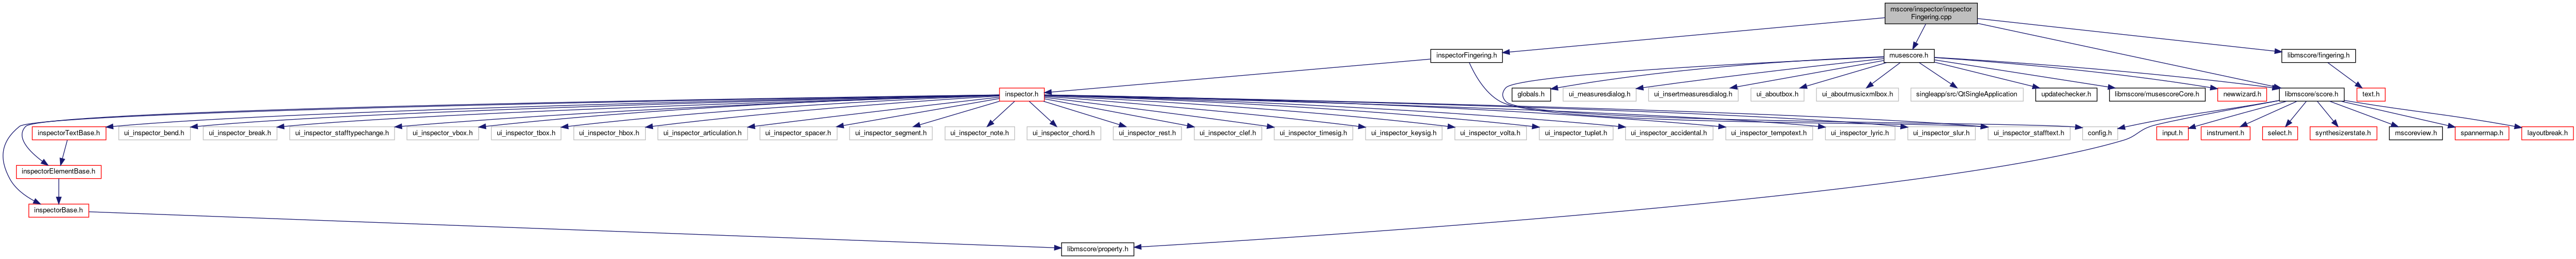 mscore/inspector/inspector
Fingering.cpp
inspectorFingering.h
musescore.h
libmscore/fingering.h
inspector.h
globals.h
ui_measuresdialog.h
ui_insertmeasuresdialog.h
ui_aboutbox.h
ui_aboutmusicxmlbox.h
singleapp/src/QtSingleApplication
updatechecker.h
libmscore/musescoreCore.h
newwizard.h
libmscore/score.h
text.h
inspectorTextBase.h
ui_inspector_bend.h
ui_inspector_break.h
ui_inspector_stafftypechange.h
ui_inspector_vbox.h
ui_inspector_tbox.h
ui_inspector_hbox.h
ui_inspector_articulation.h
ui_inspector_spacer.h
ui_inspector_segment.h
ui_inspector_note.h
ui_inspector_chord.h
ui_inspector_rest.h
ui_inspector_clef.h
ui_inspector_timesig.h
ui_inspector_keysig.h
ui_inspector_volta.h
ui_inspector_tuplet.h
ui_inspector_accidental.h
ui_inspector_tempotext.h
ui_inspector_lyric.h
ui_inspector_slur.h
ui_inspector_stafftext.h
config.h
input.h
instrument.h
select.h
synthesizerstate.h
mscoreview.h
spannermap.h
layoutbreak.h
inspectorElementBase.h
inspectorBase.h
libmscore/property.h